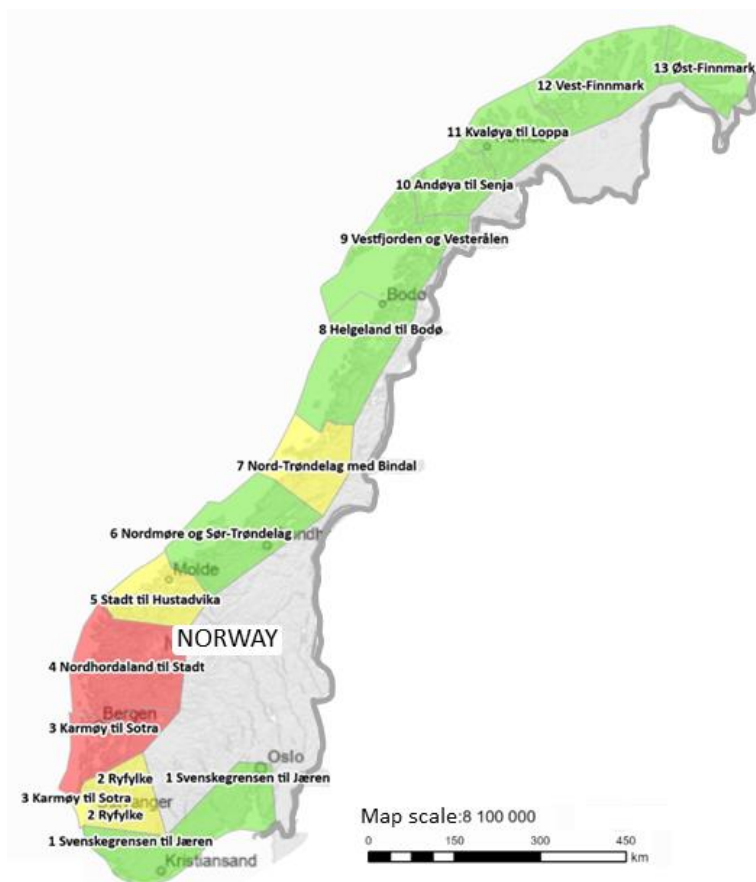 13 Øst-Finnmark
12 Vest-Finnmark
11 Kvaløya til Loppa
10 Andøya til Senja
9 Vestfjorden og Vesterålen
Bodø
8 Helgeland til Bodø
7 Nord-Trøndelag med Bindal
6 Nordmøre og Sør-Trøndelag
Molde
5 Stadt til Hustadvika
NORWAY
4 Nordhordaland til Stadt
Bergen
3 Karmøy til Sotra
Oslo
2 Ryfylke
1 Svenskegrensen til Jæren
3 Karmøy til Sotra
2 Ryfylke
1 Svenskegrensen til Jæren
Kristiansand
Map scale:8 100 000
0 150 300 450
km